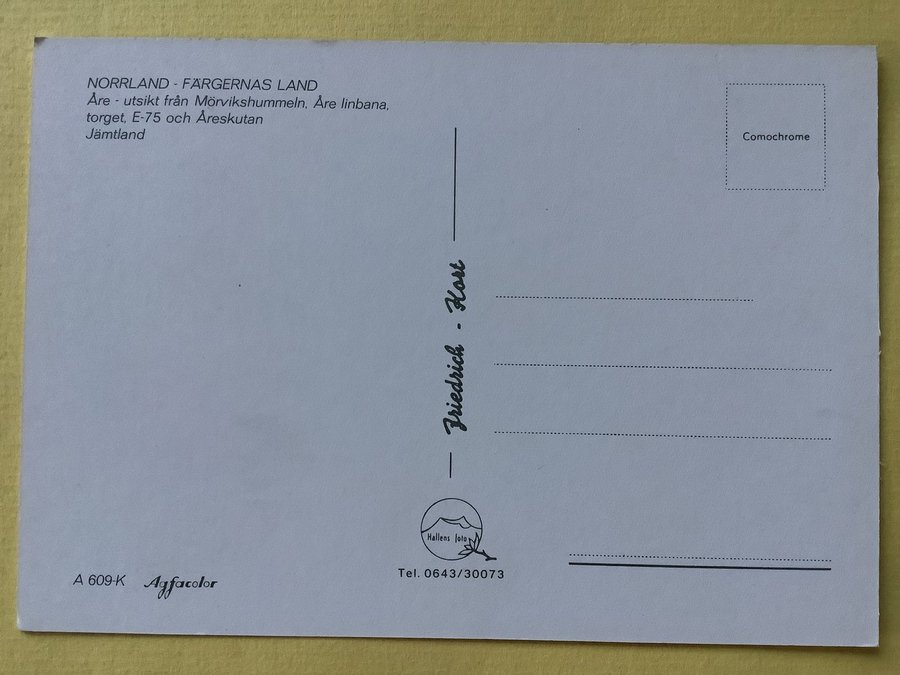 NORRLAND - FÄRGERNAS LAND
Åre - utsikt från Mörvikshummeln, Åre linbana,
torget, E-75 och Åreskutan
Jämtland
Comochrome
Friedrich - Kort
Hallens foto
Tel. 0643/30073
A 609-K Agfacolor